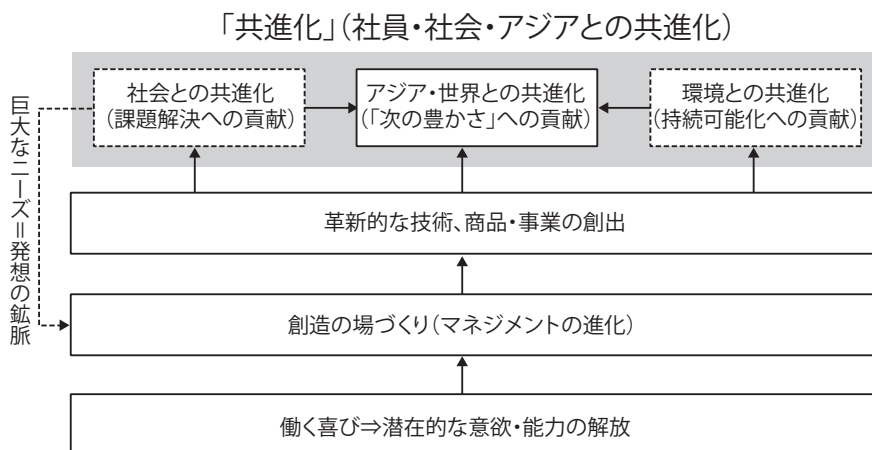 「共進化」（社員・社会・アジアとの共進化）
社会との共進化
（課題解決への貢献）
アジア・世界との共進化
（「次の豊かさ」への貢献）
環境との共進化
（持続可能化への貢献）
巨大なニーズ＝発想の鉱脈
革新的な技術、商品・事業の創出
創造の場づくり（マネジメントの進化）
働く喜び⇒潜在的な意欲・能力の解放